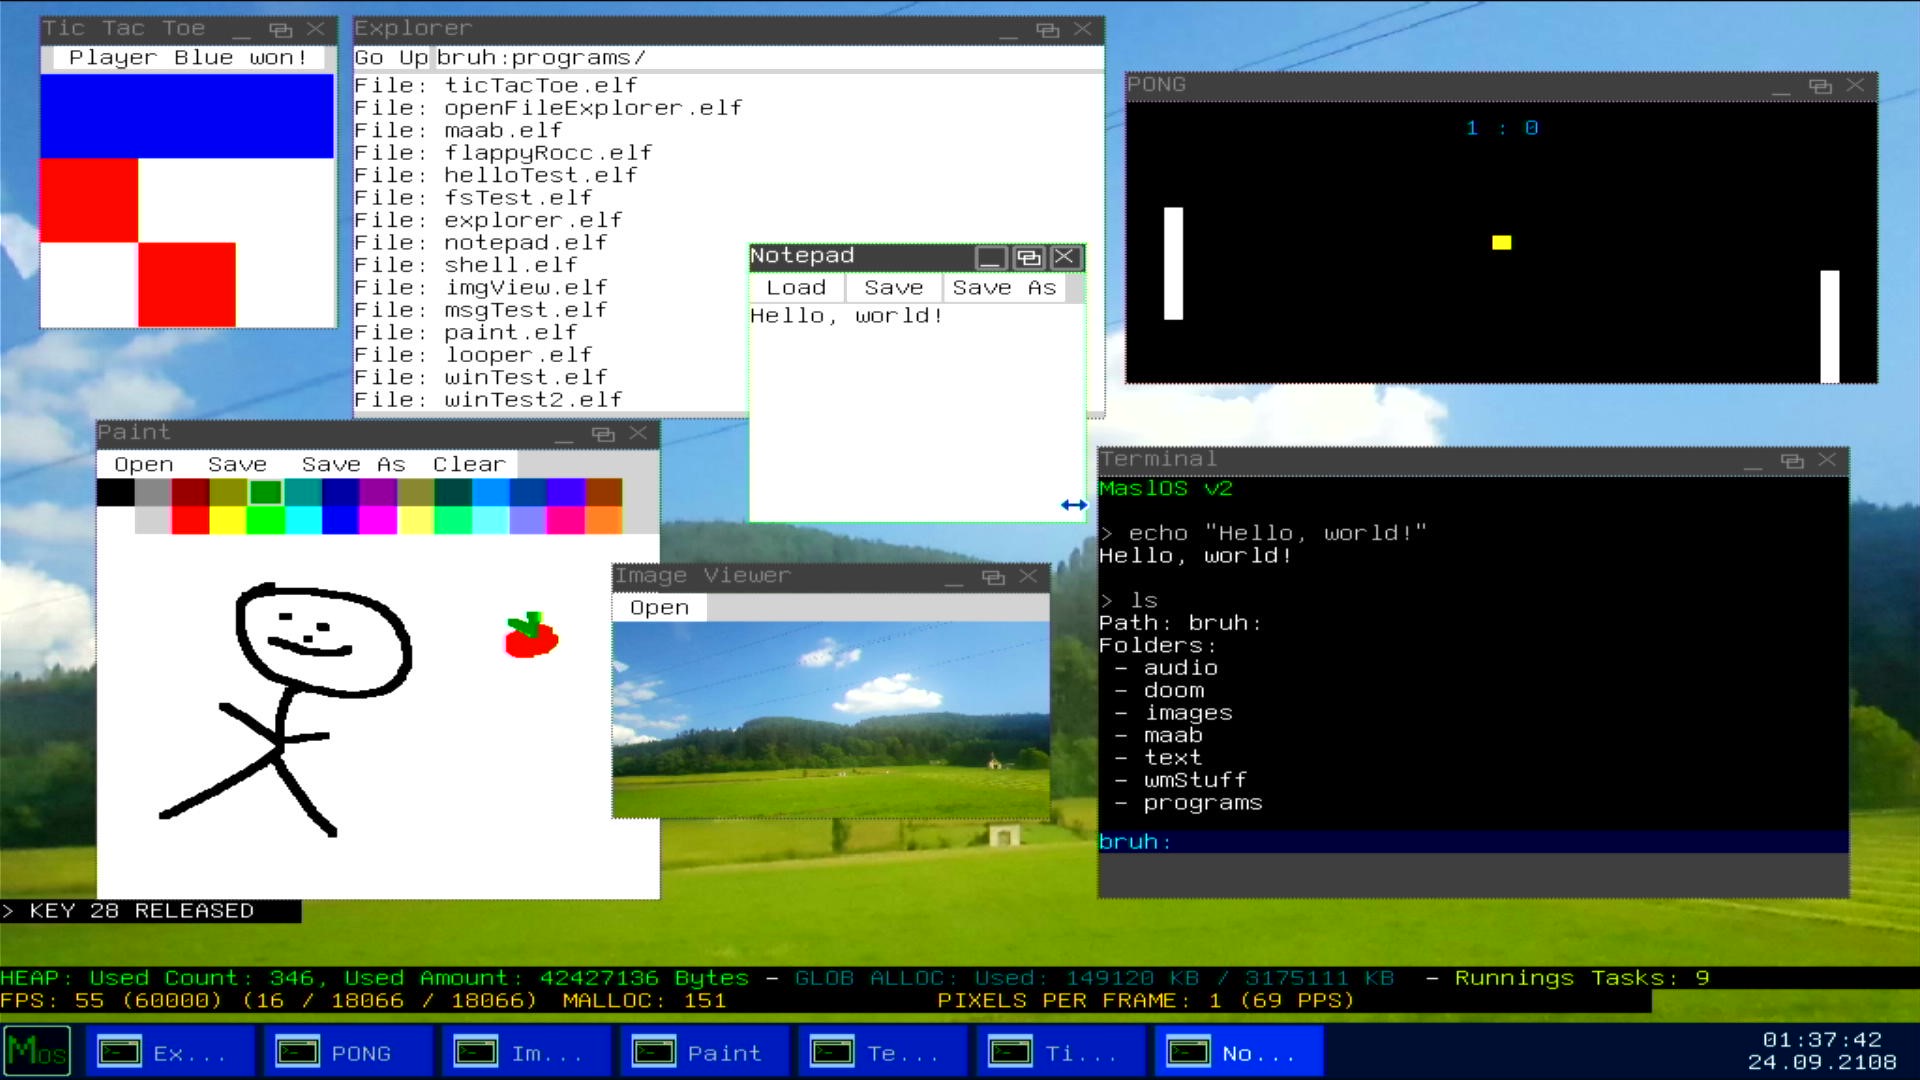 Tic Tac Toe
Player Blue won!
Explorer
Go Up bruh:programs/
File: ticTacToe.elf
File: openFileExplorer.elf
File: maab.elf
File: flappyRocc.elf
File: helloTest.elf
File: fsTest.elf
File: explorer.elf
File: notepad.elf
File: shell.elf
File: imgView.elf
File: msgTest.elf
File: paint.elf
File: looper.elf
File: winTest.elf
File: winTest2.elf
PONG
1 : 0
Notepad
Load Save Save As
Hello, world!
Paint
Open Save Save As Clear
Image Viewer
Open
Terminal
MaslOS v2
> echo "Hello, world!"
Hello, world!
> ls
Path: bruh:
Folders:
- audio
- doom
- images
- maab
- text
- wmStuff
- programs
bruh:
> KEY 28 RELEASED
HEAP: Used Count: 346, Used Amount: 42427136 Bytes - GLOB ALLOC: Used: 149120 KB / 3175111 KB - Runnings Tasks: 9
FPS: 55 (60000) (16 / 18066 / 18066) MALLOC: 151 PIXELS PER FRAME: 1 (69 PPS)
Mos Ex... PONG Im... Paint Te... Ti... No... 01:37:42
24.09.2108